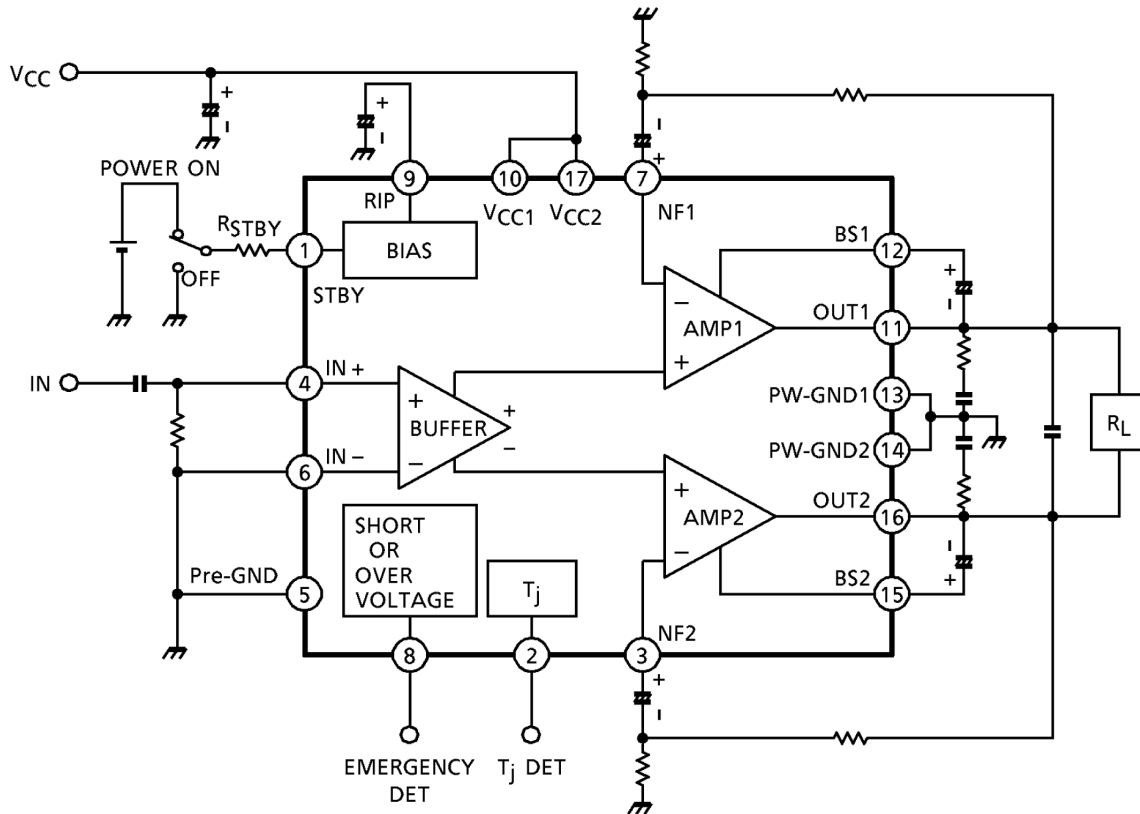 VCC
+
-
+
-
-
+
POWER ON
RSTBY
OFF
9
RIP
10
VCC1
17
VCC2
7
NF1
1
STBY
BIAS
BS1
12
+
-
-
AMP1
+
OUT1
11
IN
4
IN +
+
BUFFER
-
+
-
PW-GND1
13
PW-GND2
14
RL
6
IN -
+
AMP2
-
OUT2
16
-
+
BS2
15
Pre-GND
5
SHORT
OR
OVER
VOLTAGE
Tj
NF2
8
2
3
+
-
EMERGENCY
DET
Tj DET